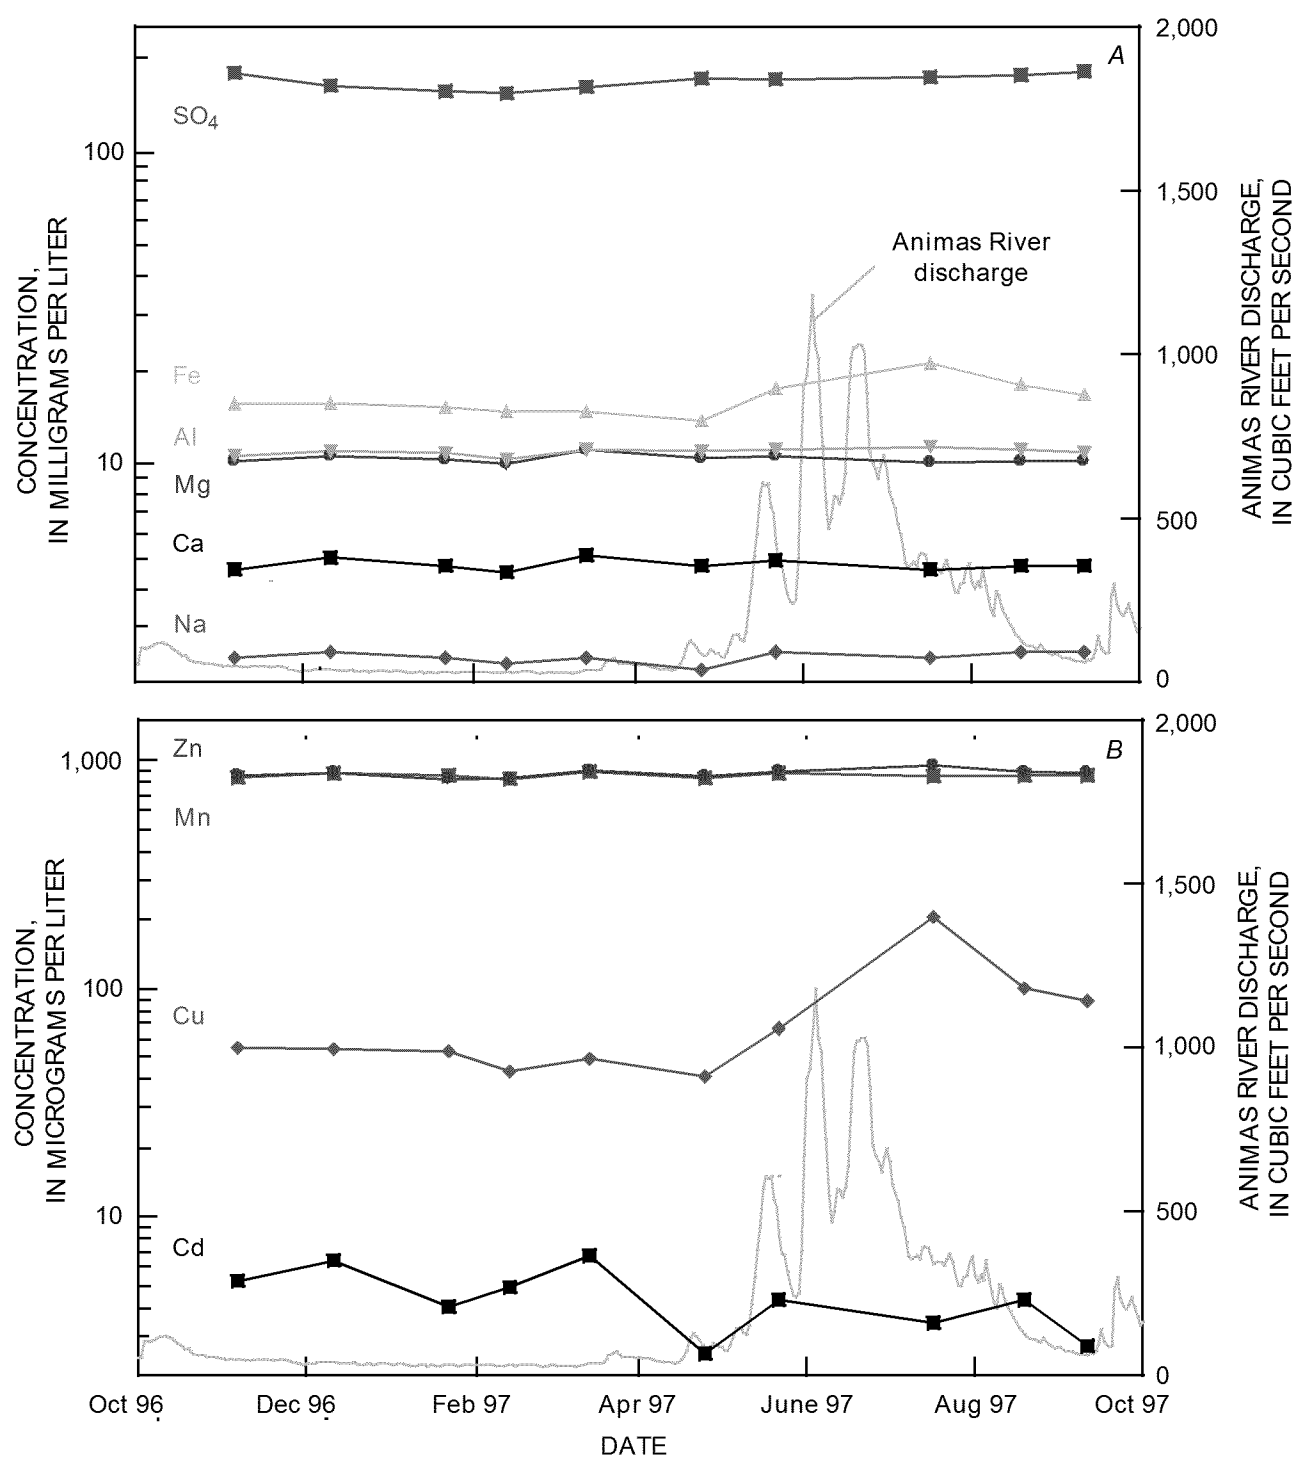 A
2,000
SO4
100
1,500
CONCENTRATION,
IN MILLIGRAMS PER LITER
ANIMAS RIVER DISCHARGE,
IN CUBIC FEET PER SECOND
Animas River
discharge
1,000
Fe
Al
10
Mg
500
Ca
Na
0
Zn
B
2,000
1,000
Mn
1,500
CONCENTRATION,
IN MICROGRAMS PER LITER
ANIMAS RIVER DISCHARGE,
IN CUBIC FEET PER SECOND
100
Cu
1,000
10
500
Cd
0
Oct 96 Dec 96 Feb 97 Apr 97 June 97 Aug 97 Oct 97
DATE